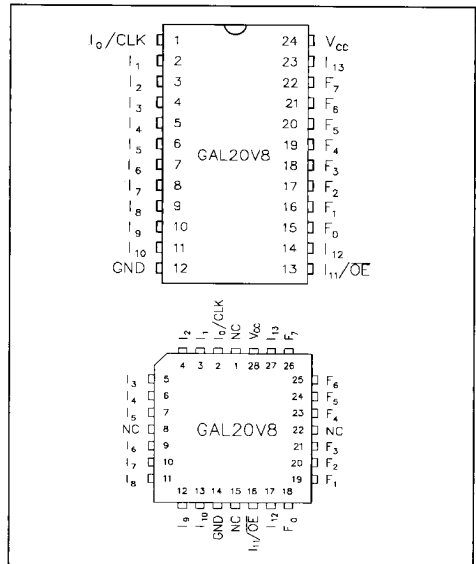 I₀/CLK 1 24 V_CC
I₁ 2 23 I₁₃
I₂ 3 22 F₇
I₃ 4 21 F₆
I₄ 5 20 F₅
I₅ 6 19 F₄
GAL20V8
I₆ 7 18 F₃
I₇ 8 17 F₂
I₈ 9 16 F₁
I₉ 10 15 F₀
I₁₀ 11 14 I₁₂
GND 12 13 I₁₁/O̅E̅
I₂ I₁ I₀/CLK NC V_CC I₁₃ F₇
4 3 2 1 28 27 26
I₃ 5 25 F₆
I₄ 6 24 F₅
I₅ 7 23 F₄
NC 8 GAL20V8 22 NC
I₆ 9 21 F₃
I₇ 10 20 F₂
I₈ 11 19 F₁
12 13 14 15 16 17 18
I₉ I₁₀ GND NC I₁₁/O̅E̅ I₁₂ F₀